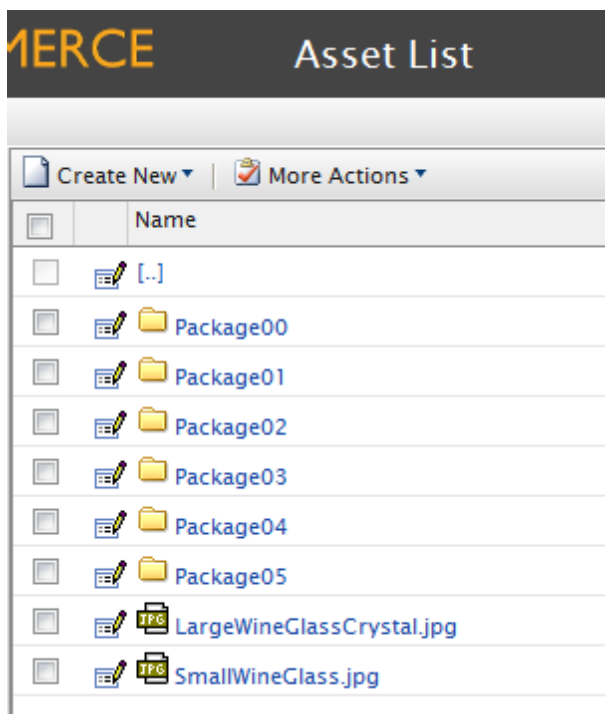 MERCE Asset List
Create New | More Actions
Name
[..]
Package00
Package01
Package02
Package03
Package04
Package05
JPG LargeWineGlassCrystal.jpg
JPG SmallWineGlass.jpg